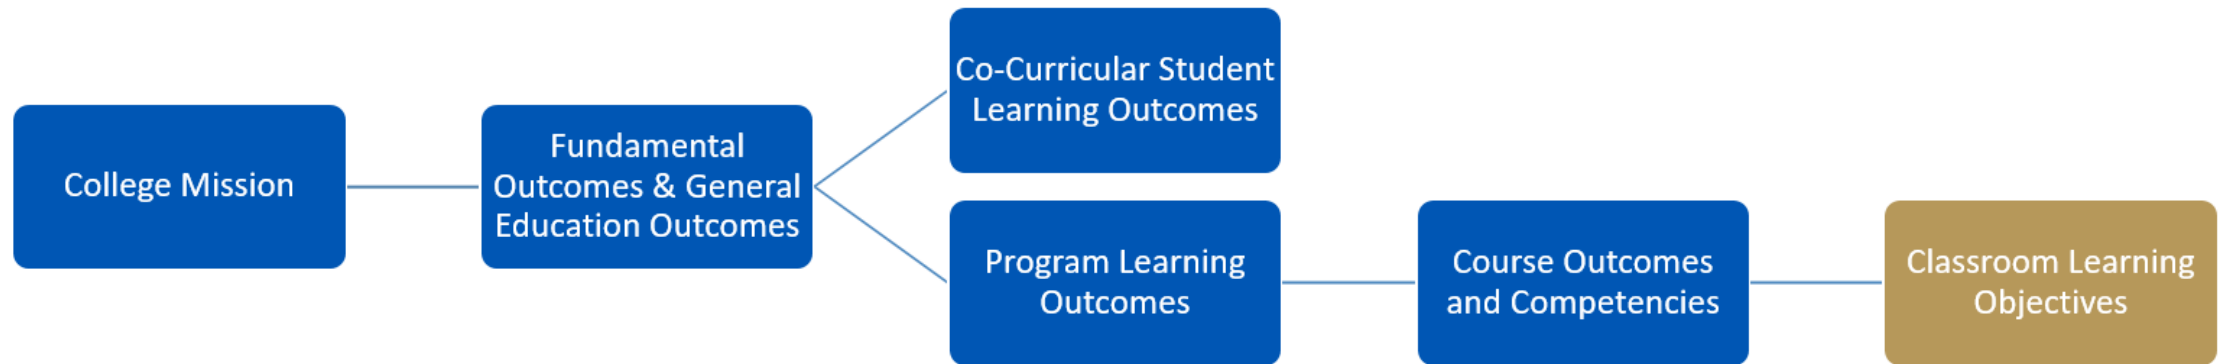 College Mission
Fundamental
Outcomes & General
Education Outcomes
Co-Curricular Student
Learning Outcomes
Program Learning
Outcomes
Course Outcomes
and Competencies
Classroom Learning
Objectives